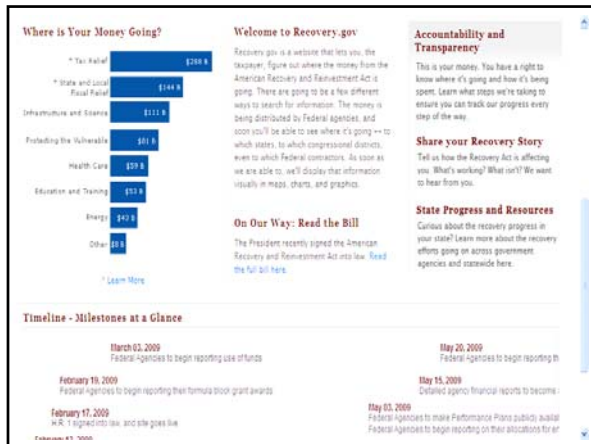 Where is Your Money Going?
* Tax Relief
$288 B
* State and Local
Fiscal Relief
$144 B
Infrastructure and Science
$111 B
Protecting the Vulnerable
$81 B
Health Care
$59 B
Education and Training
$53 B
Energy
$43 B
Other
$8 B
* Learn More
Welcome to Recovery.gov
Recovery.gov is a website that lets you, the
taxpayer, figure out where the money from the
American Recovery and Reinvestment Act is
going. There are going to be a few different
ways to search for information. The money is
being distributed by Federal agencies, and
soon you'll be able to see where it's going -- to
which states, to which congressional districts,
even to which Federal contractors. As soon as
we are able to, we'll display that information
visually in maps, charts, and graphics.
On Our Way: Read the Bill
The President recently signed the American
Recovery and Reinvestment Act into law. Read
the full bill here.
Accountability and
Transparency
This is your money. You have a right to
know where it's going and how it's being
spent. Learn what steps we're taking to
ensure you can track our progress every
step of the way.
Share your Recovery Story
Tell us how the Recovery Act is affecting
you. What's working? What isn't? We want
to hear from you.
State Progress and Resources
Curious about the recovery progress in
your state? Learn more about the recovery
efforts going on across government
agencies and statewide here.
Timeline - Milestones at a Glance
March 03, 2009
Federal Agencies to begin reporting use of funds
February 19, 2009
Federal Agencies to begin reporting their formula block grant awards
February 17, 2009
H.R. 1 signed into law, and site goes live
May 20, 2009
Federal Agencies to begin reporting th
May 15, 2009
Detailed agency financial reports to become
May 03, 2009
Federal Agencies to make Performance Plans publicly availat
Federal Agencies to begin reporting on their allocations for er